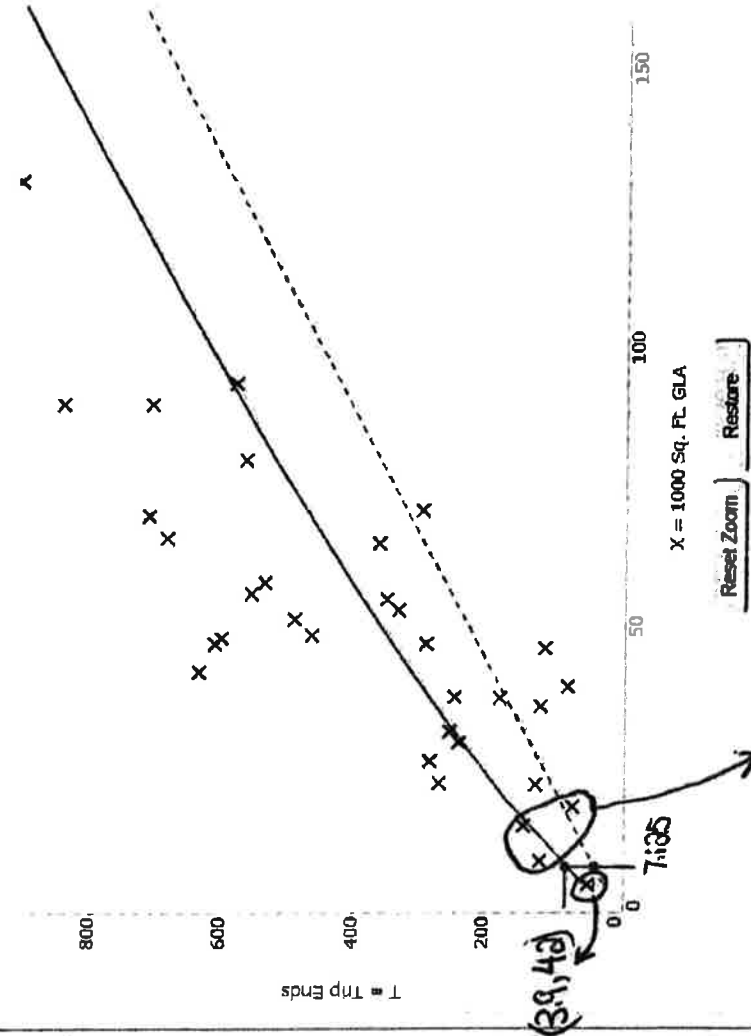 800
600
400
200
0
T = Trip Ends
0
50
100
150
X = 1000 Sq. Ft. GLA
Reset Zoom
Restore
(3.9, 42)
7.125